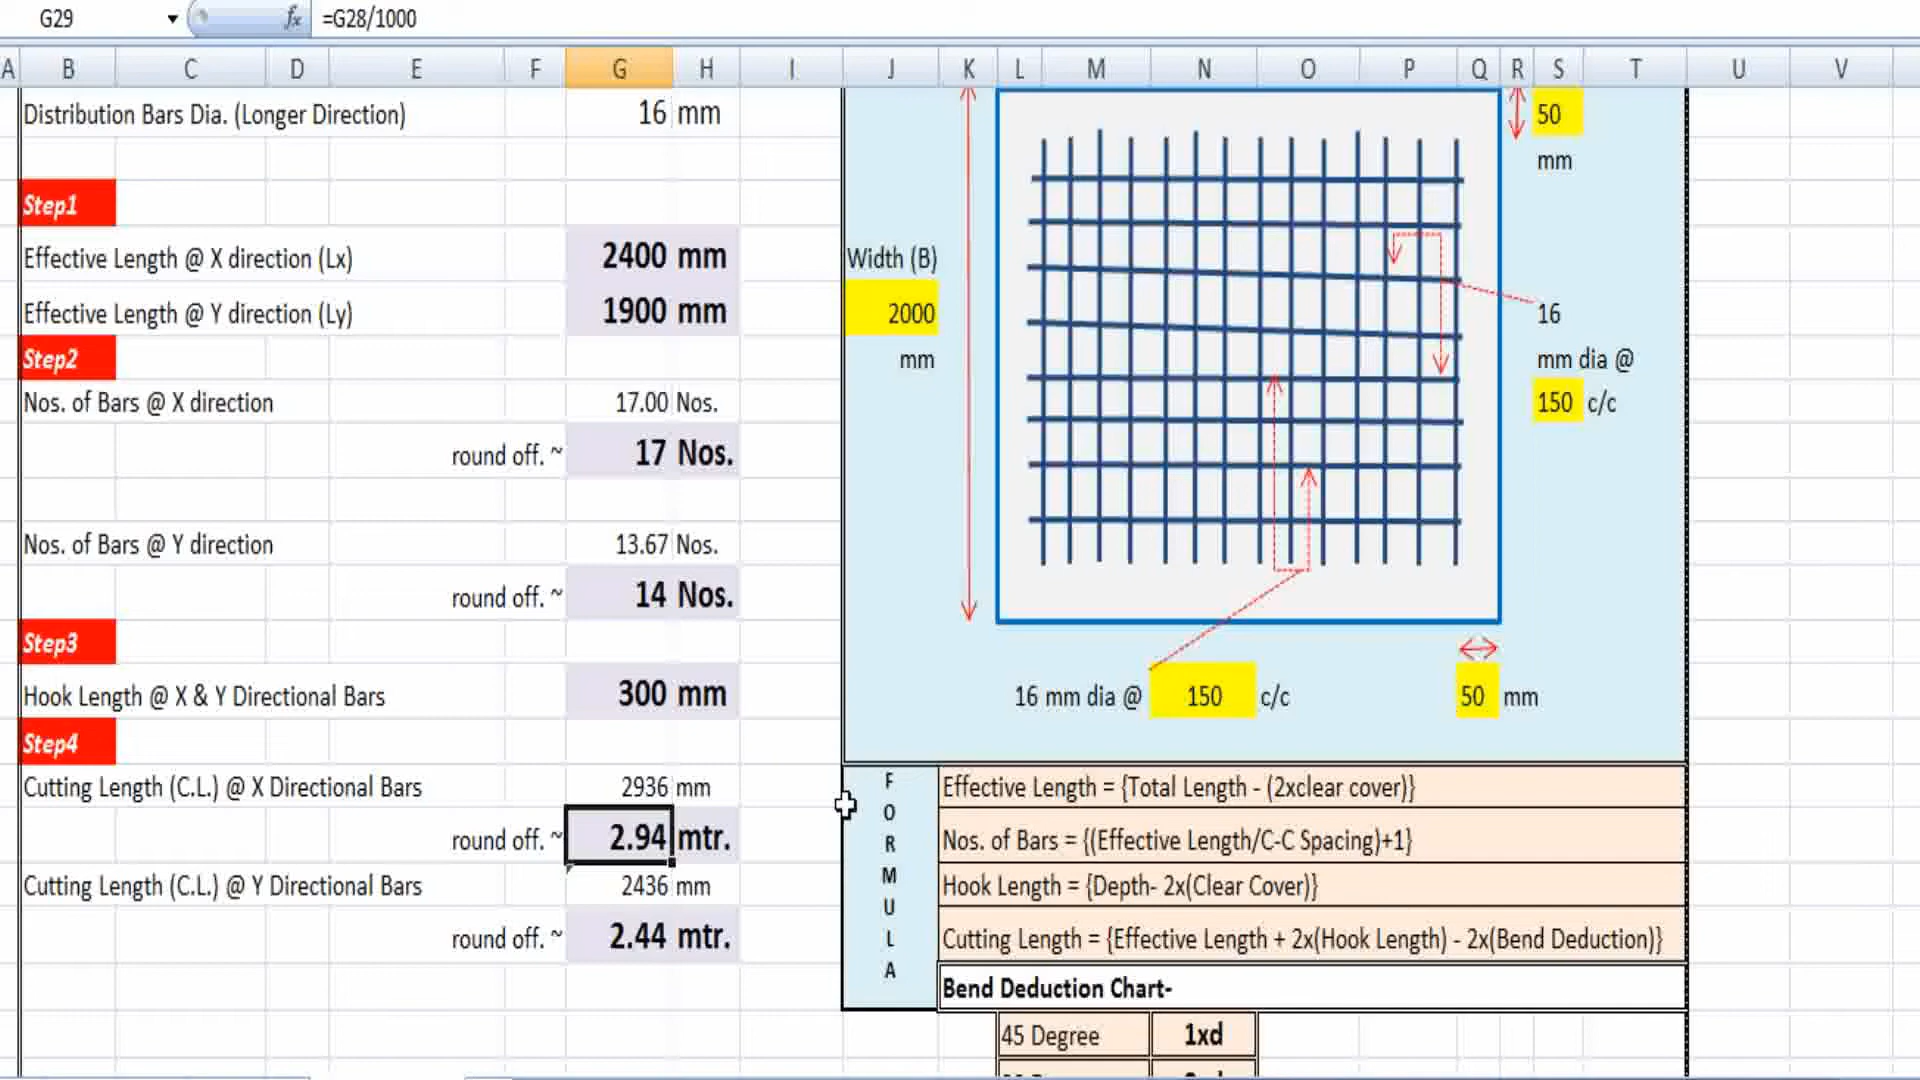 G29 fx =G28/1000
A B C D E F G H I J K L M N O P Q R S T U V
Distribution Bars Dia. (Longer Direction) 16 mm
Step1
Effective Length @ X direction (Lx) 2400 mm
Effective Length @ Y direction (Ly) 1900 mm
Step2
Nos. of Bars @ X direction 17.00 Nos.
round off. ~ 17 Nos.
Nos. of Bars @ Y direction 13.67 Nos.
round off. ~ 14 Nos.
Step3
Hook Length @ X & Y Directional Bars 300 mm
Step4
Cutting Length (C.L.) @ X Directional Bars 2936 mm
round off. ~ 2.94 mtr.
Cutting Length (C.L.) @ Y Directional Bars 2436 mm
round off. ~ 2.44 mtr.
Width (B)
2000
mm
50
mm
16
mm dia @
150 c/c
16 mm dia @ 150 c/c
50 mm
F
O
R
M
U
L
A
Effective Length = {Total Length - (2xclear cover)}
Nos. of Bars = {(Effective Length/C-C Spacing)+1}
Hook Length = {Depth- 2x(Clear Cover)}
Cutting Length = {Effective Length + 2x(Hook Length) - 2x(Bend Deduction)}
Bend Deduction Chart-
45 Degree 1xd